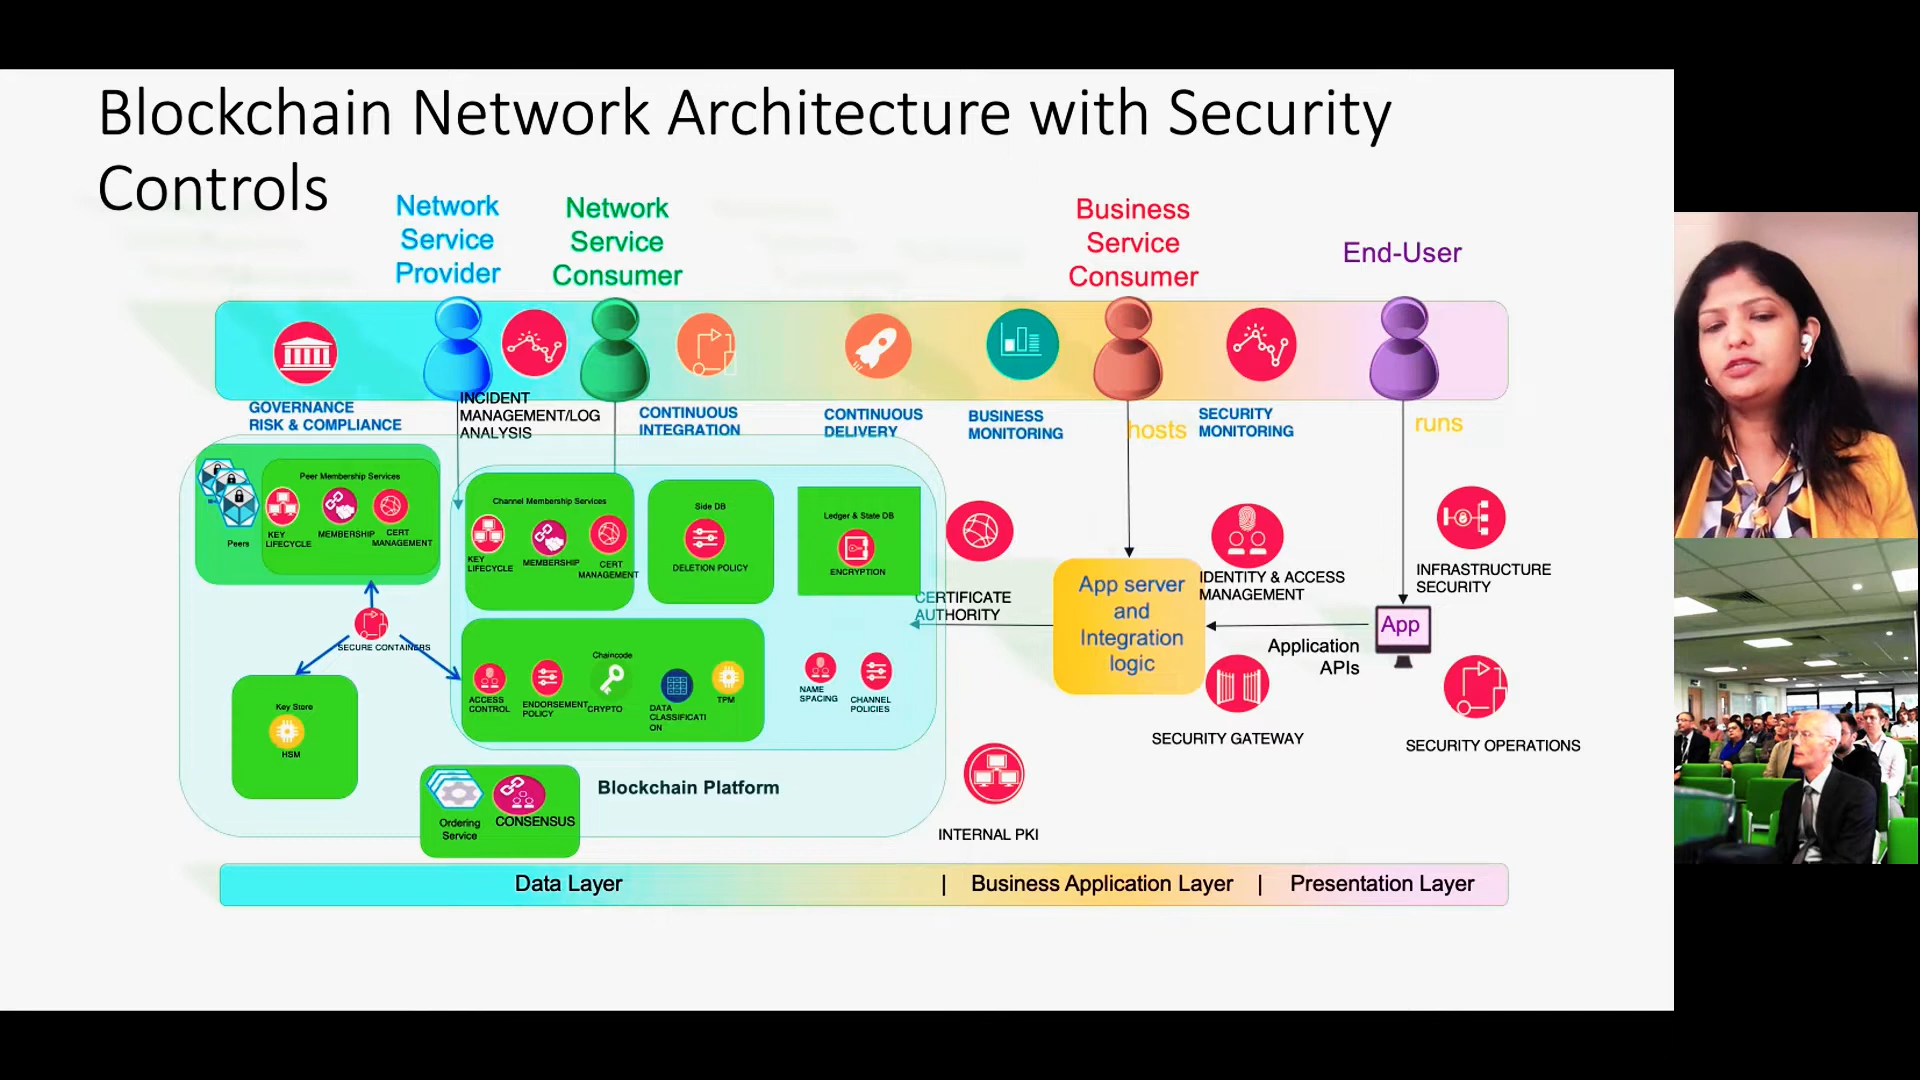 Blockchain Network Architecture with Security
Controls
Network
Service
Provider
Network
Service
Consumer
Business
Service
Consumer
End-User
GOVERNANCE
RISK & COMPLIANCE
INCIDENT
MANAGEMENT/LOG
ANALYSIS
CONTINUOUS
INTEGRATION
CONTINUOUS
DELIVERY
BUSINESS
MONITORING
hosts
SECURITY
MONITORING
runs
Peers
Peer Membership Services
KEY
LIFECYCLE
MEMBERSHIP
CERT
MANAGEMENT
Channel Membership Services
KEY
LIFECYCLE
MEMBERSHIP
CERT
MANAGEMENT
Side DB
DELETION POLICY
Ledger & State DB
ENCRYPTION
CERTIFICATE
AUTHORITY
App server
and
Integration
logic
IDENTITY & ACCESS
MANAGEMENT
INFRASTRUCTURE
SECURITY
App
Application
APIs
SECURE CONTAINERS
Key Store
HSM
Chaincode
ACCESS
CONTROL
ENDORSEMENT
POLICY
CRYPTO
DATA
CLASSIFICATI
ON
TPM
NAME
SPACING
CHANNEL
POLICIES
SECURITY GATEWAY
SECURITY OPERATIONS
Ordering
Service
CONSENSUS
Blockchain Platform
INTERNAL PKI
Data Layer | Business Application Layer | Presentation Layer